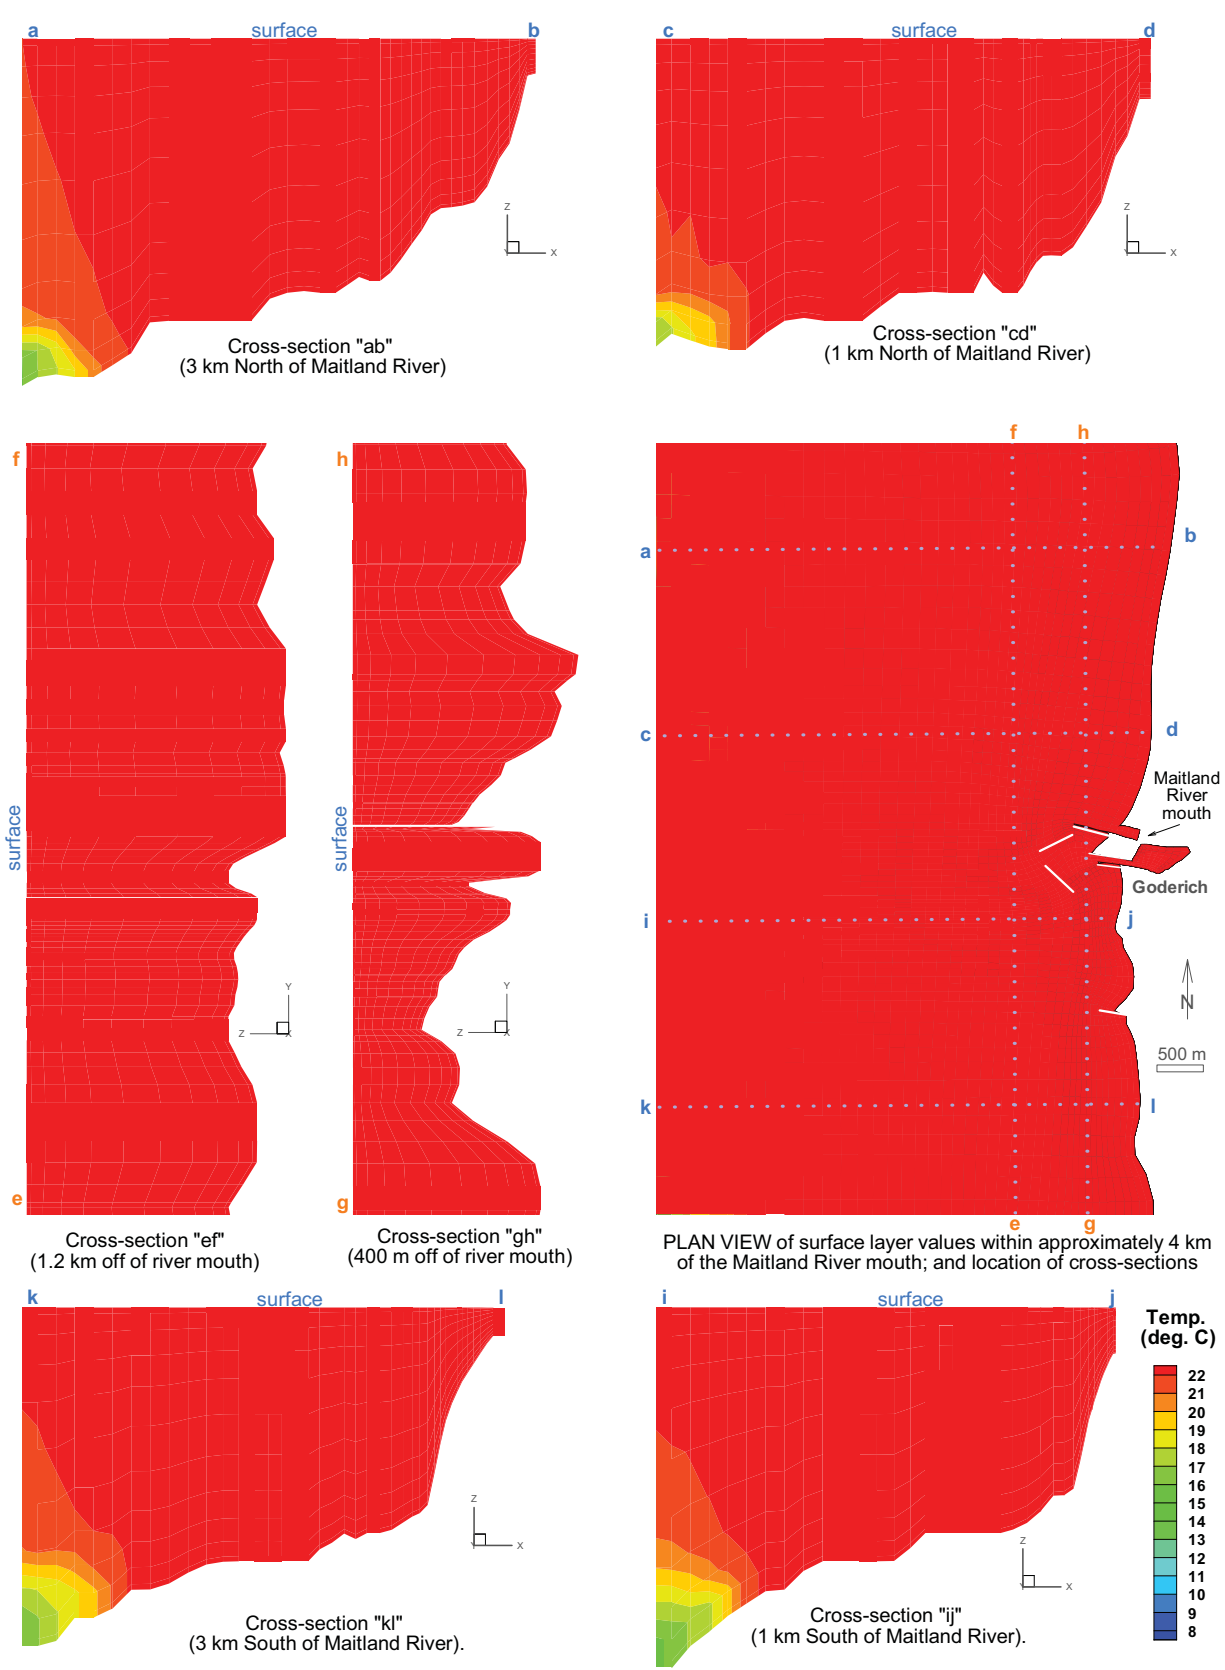 a surface b
c surface d
Z
X
Z
Y
X
Cross-section "ab"
(3 km North of Maitland River)
Cross-section "cd"
(1 km North of Maitland River)
f
h
f h
a b
c d
Maitland
River
mouth
surface
surface
Goderich
i j
N
500 m
k l
Y
Z X
Y
Z X
e
g
e g
Cross-section "ef"
(1.2 km off of river mouth)
Cross-section "gh"
(400 m off of river mouth)
PLAN VIEW of surface layer values within approximately 4 km
of the Maitland River mouth; and location of cross-sections
k surface l
i surface j
Temp.
(deg. C)
22
21
20
19
18
17
16
15
14
13
12
11
10
9
8
Z
Y X
Z
Y X
Cross-section "kl"
(3 km South of Maitland River).
Cross-section "ij"
(1 km South of Maitland River).